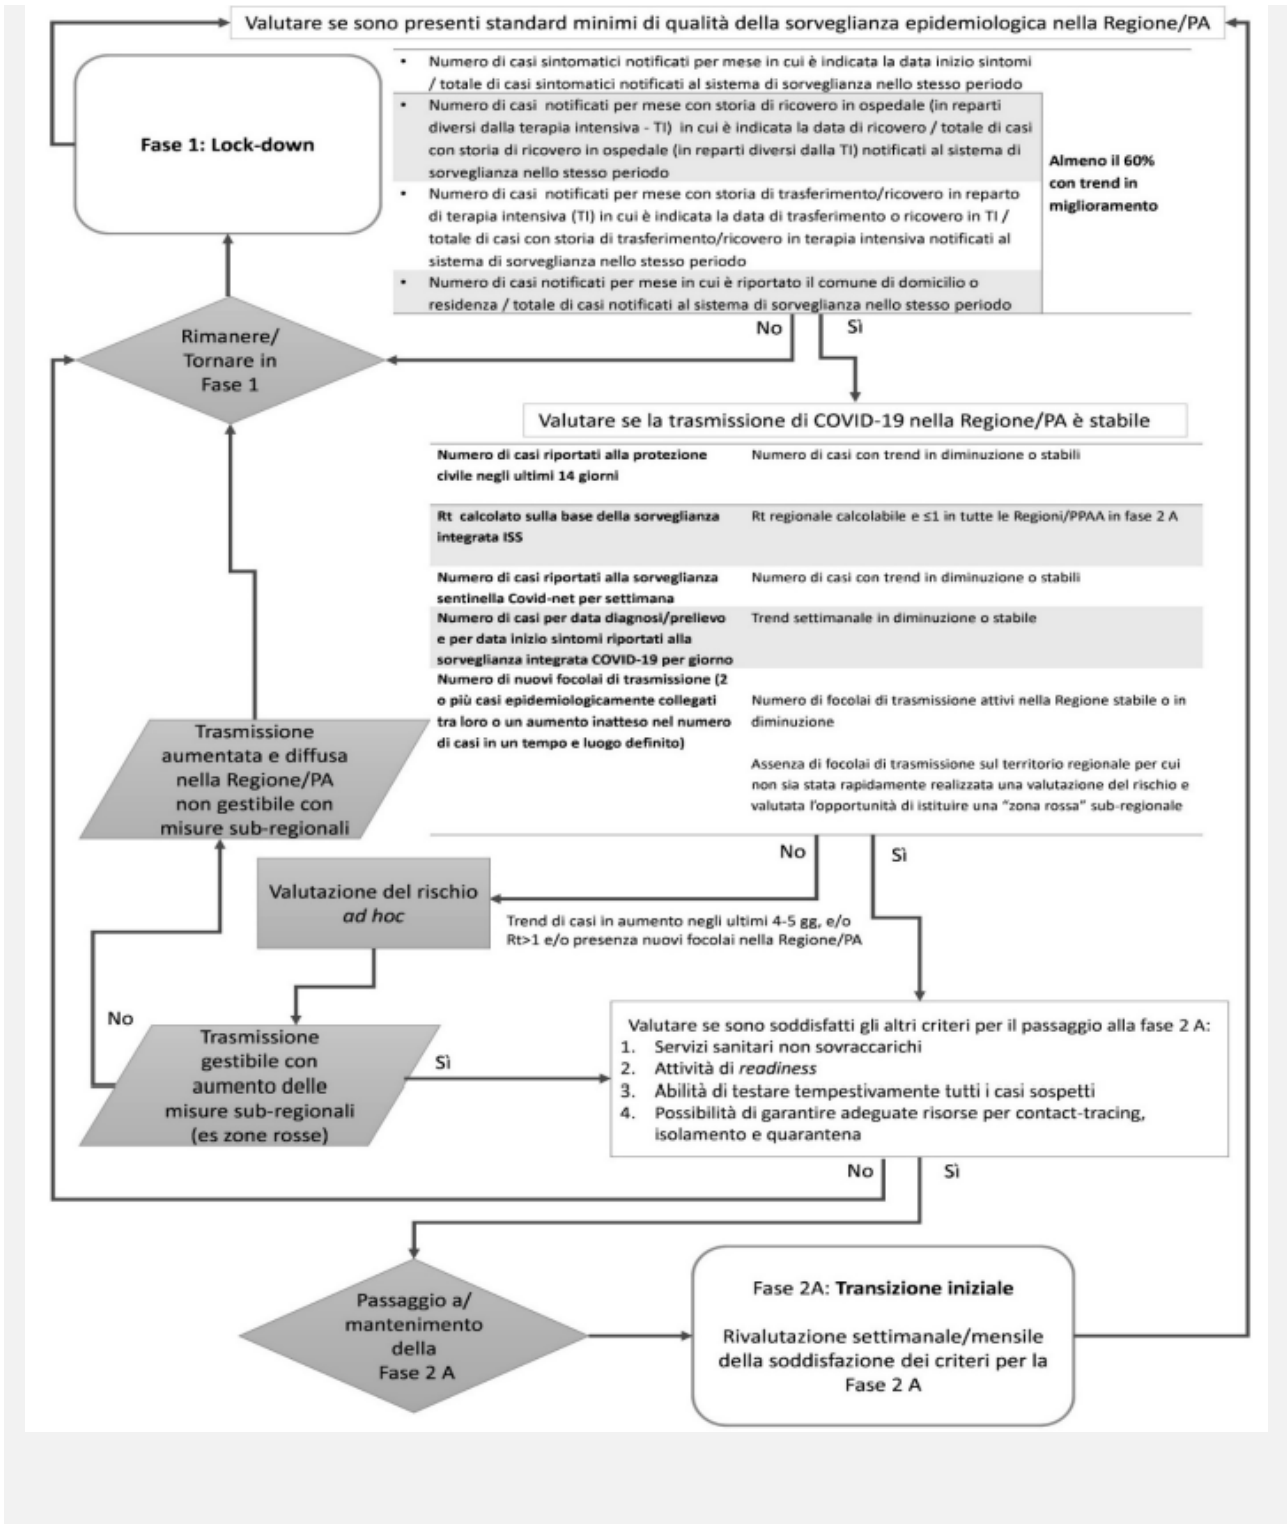 Valutare se sono presenti standard minimi di qualità della sorveglianza epidemiologica nella Regione/PA
Fase 1: Lock-down
• Numero di casi sintomatici notificati per mese in cui è indicata la data inizio sintomi
/ totale di casi sintomatici notificati al sistema di sorveglianza nello stesso periodo
• Numero di casi notificati per mese con storia di ricovero in ospedale (in reparti
diversi dalla terapia intensiva - TI) in cui è indicata la data di ricovero / totale di casi
con storia di ricovero in ospedale (in reparti diversi dalla TI) notificati al sistema di
sorveglianza nello stesso periodo
• Numero di casi notificati per mese con storia di trasferimento/ricovero in reparto
di terapia intensiva (TI) in cui è indicata la data di trasferimento o ricovero in TI /
totale di casi con storia di trasferimento/ricovero in terapia intensiva notificati al
sistema di sorveglianza nello stesso periodo
• Numero di casi notificati per mese in cui è riportato il comune di domicilio o
residenza / totale di casi notificati al sistema di sorveglianza nello stesso periodo
Almeno il 60%
con trend in
miglioramento
No
Sì
Rimanere/
Tornare in
Fase 1
Valutare se la trasmissione di COVID-19 nella Regione/PA è stabile
Numero di casi riportati alla protezione
civile negli ultimi 14 giorni
Numero di casi con trend in diminuzione o stabili
Rt calcolato sulla base della sorveglianza
integrata ISS
Rt regionale calcolabile e ≤1 in tutte le Regioni/PPAA in fase 2 A
Numero di casi riportati alla sorveglianza
sentinella Covid-net per settimana
Numero di casi con trend in diminuzione o stabili
Numero di casi per data diagnosi/prelievo
e per data inizio sintomi riportati alla
sorveglianza integrata COVID-19 per giorno
Trend settimanale in diminuzione o stabile
Numero di nuovi focolai di trasmissione (2
o più casi epidemiologicamente collegati
tra loro o un aumento inatteso nel numero
di casi in un tempo e luogo definito)
Numero di focolai di trasmissione attivi nella Regione stabile o in
diminuzione
Assenza di focolai di trasmissione sul territorio regionale per cui
non sia stata rapidamente realizzata una valutazione del rischio e
valutata l'opportunità di istituire una "zona rossa" sub-regionale
Trasmissione
aumentata e diffusa
nella Regione/PA
non gestibile con
misure sub-regionali
No
Sì
Valutazione del rischio
ad hoc
Trend di casi in aumento negli ultimi 4-5 gg, e/o
Rt>1 e/o presenza nuovi focolai nella Regione/PA
No
Trasmissione
gestibile con
aumento delle
misure sub-regionali
(es zone rosse)
Sì
Valutare se sono soddisfatti gli altri criteri per il passaggio alla fase 2 A:
1. Servizi sanitari non sovraccarichi
2. Attività di readiness
3. Abilità di testare tempestivamente tutti i casi sospetti
4. Possibilità di garantire adeguate risorse per contact-tracing,
isolamento e quarantena
No
Sì
Passaggio a/
mantenimento
della
Fase 2 A
Fase 2A: Transizione iniziale
Rivalutazione settimanale/mensile
della soddisfazione dei criteri per la
Fase 2 A